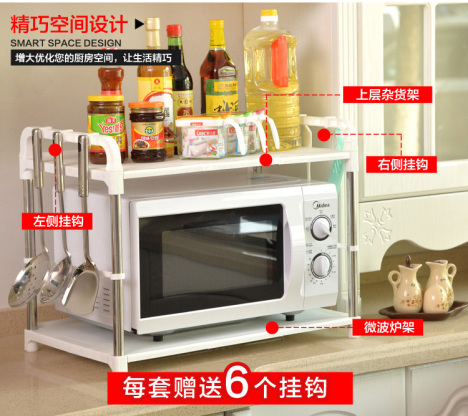 精巧空间设计
SMART SPACE DESIGN
增大优化您的厨房空间，让生活精巧
上层杂货架
右侧挂钩
左侧挂钩
Midea
微波炉架
每套赠送6个挂钩